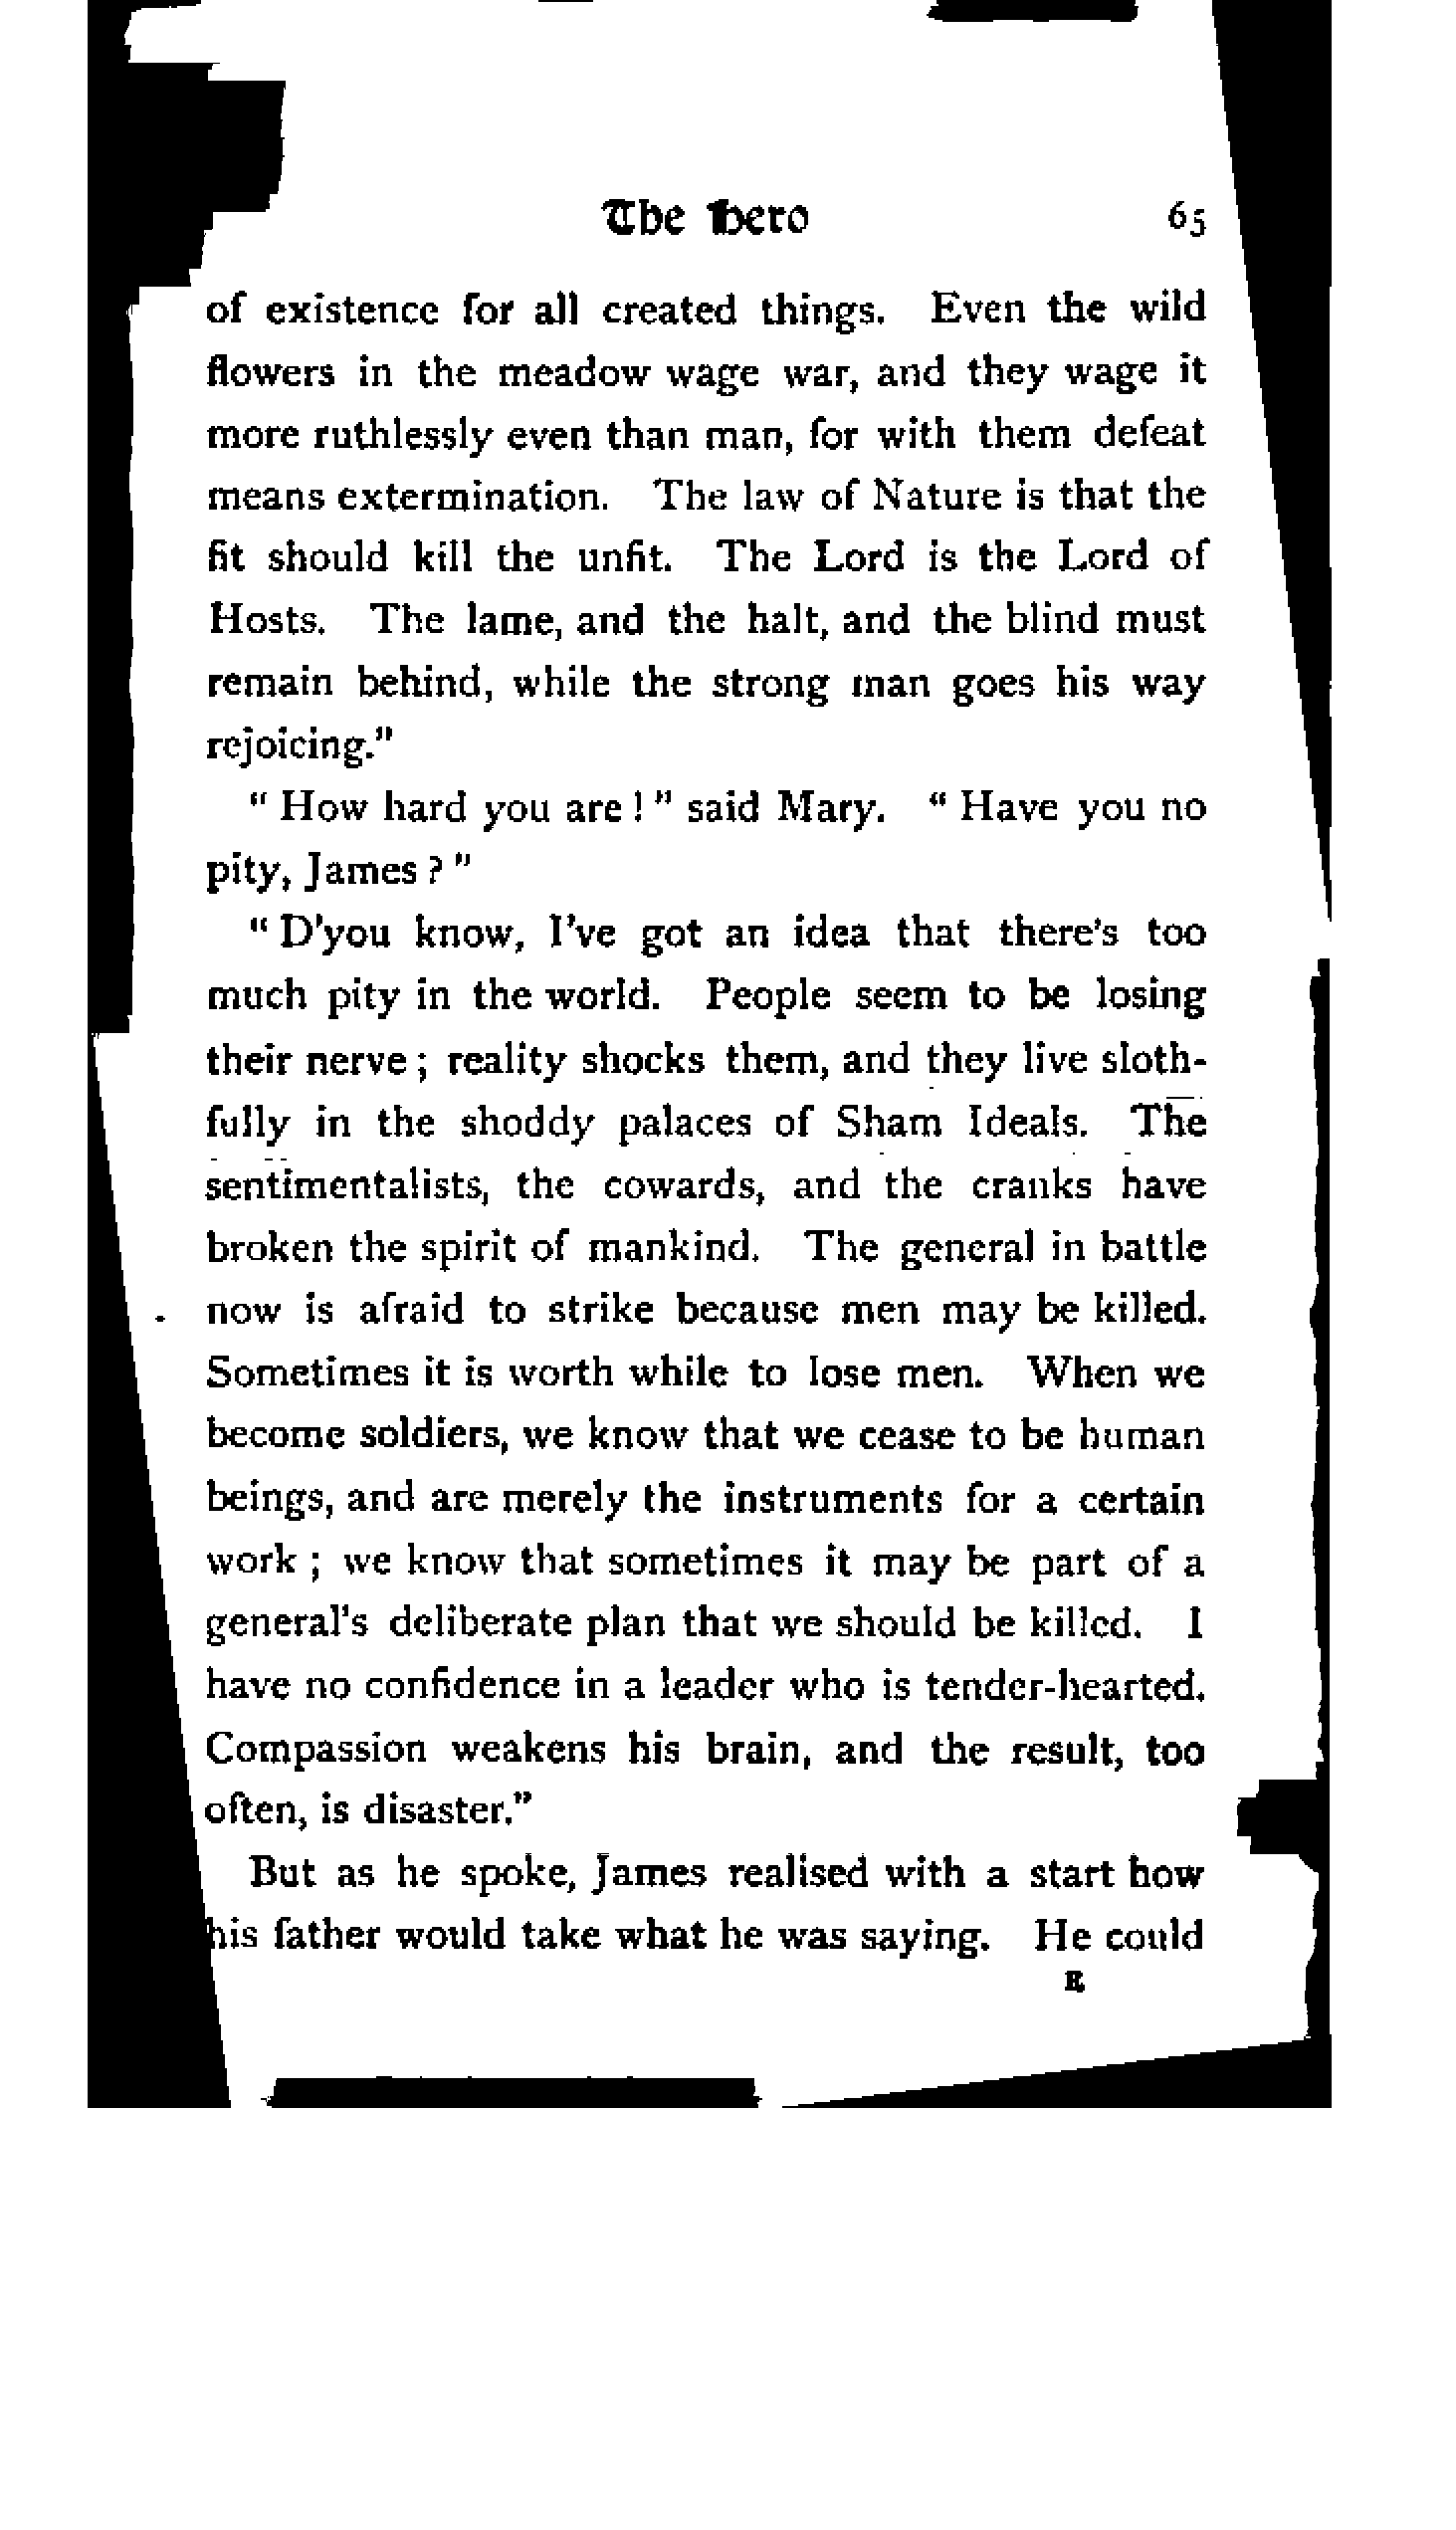 The Hero 65
of existence for all created things. Even the wild
flowers in the meadow wage war, and they wage it
more ruthlessly even than man, for with them defeat
means extermination. The law of Nature is that the
fit should kill the unfit. The Lord is the Lord of
Hosts. The lame, and the halt, and the blind must
remain behind, while the strong man goes his way
rejoicing."
" How hard you are ! " said Mary. " Have you no
pity, James ? "
" D'you know, I've got an idea that there's too
much pity in the world. People seem to be losing
their nerve ; reality shocks them, and they live sloth-
fully in the shoddy palaces of Sham Ideals. The
sentimentalists, the cowards, and the cranks have
broken the spirit of mankind. The general in battle
now is afraid to strike because men may be killed.
Sometimes it is worth while to lose men. When we
become soldiers, we know that we cease to be human
beings, and are merely the instruments for a certain
work ; we know that sometimes it may be part of a
general's deliberate plan that we should be killed. I
have no confidence in a leader who is tender-hearted.
Compassion weakens his brain, and the result, too
often, is disaster."
But as he spoke, James realised with a start how
his father would take what he was saying. He could
E